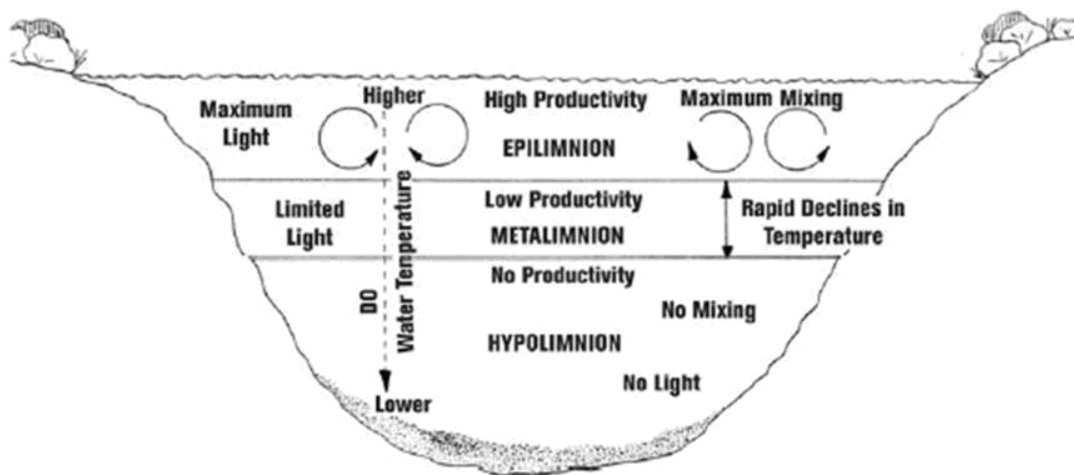 Higher
High Productivity
Maximum Mixing
Maximum
Light
EPILIMNION
Limited
Light
Low Productivity
METALIMNION
Rapid Declines in
Temperature
DO
Water Temperature
No Productivity
No Mixing
HYPOLIMNION
No Light
Lower